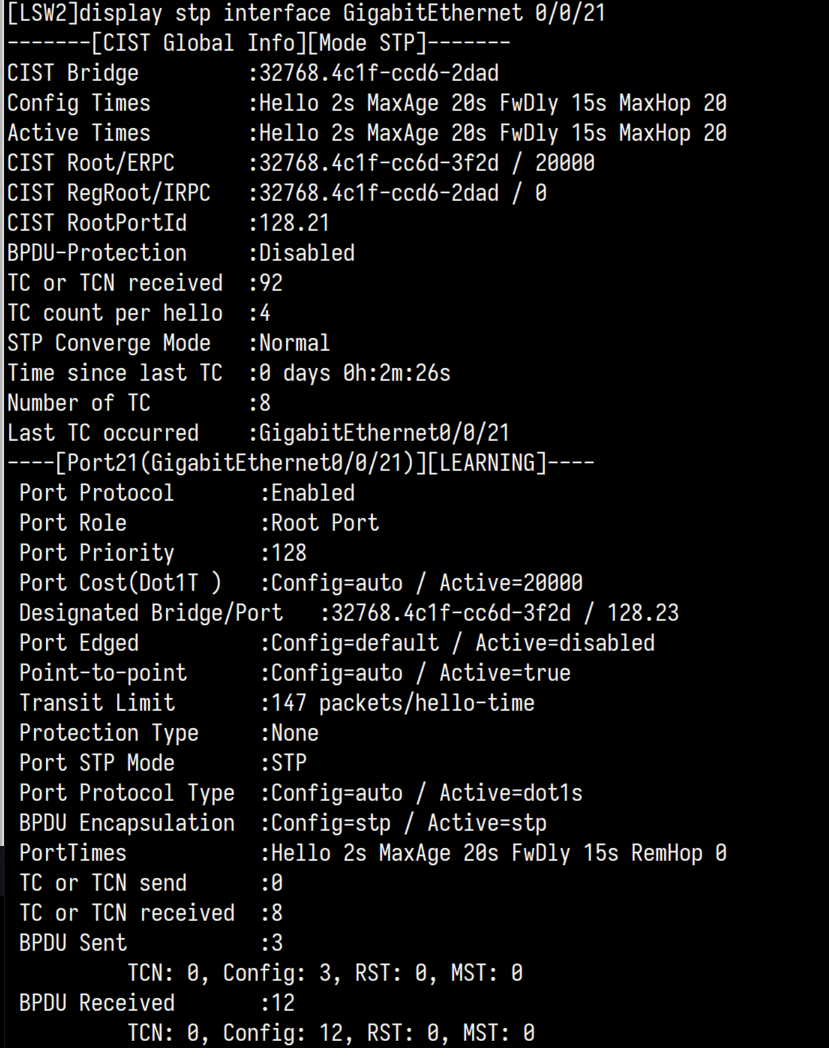 [LSW2]display stp interface GigabitEthernet 0/0/21
-------[CIST Global Info][Mode STP]-------
CIST Bridge         :32768.4c1f-ccd6-2dad
Config Times        :Hello 2s MaxAge 20s FwDly 15s MaxHop 20
Active Times        :Hello 2s MaxAge 20s FwDly 15s MaxHop 20
CIST Root/ERPC      :32768.4c1f-cc6d-3f2d / 20000
CIST RegRoot/IRPC   :32768.4c1f-ccd6-2dad / 0
CIST RootPortId     :128.21
BPDU-Protection     :Disabled
TC or TCN received  :92
TC count per hello  :4
STP Converge Mode   :Normal
Time since last TC  :0 days 0h:2m:26s
Number of TC        :8
Last TC occurred    :GigabitEthernet0/0/21
----[Port21(GigabitEthernet0/0/21)][LEARNING]----
 Port Protocol       :Enabled
 Port Role           :Root Port
 Port Priority       :128
 Port Cost(Dot1T )   :Config=auto / Active=20000
 Designated Bridge/Port   :32768.4c1f-cc6d-3f2d / 128.23
 Port Edged          :Config=default / Active=disabled
 Point-to-point      :Config=auto / Active=true
 Transit Limit       :147 packets/hello-time
 Protection Type     :None
 Port STP Mode       :STP
 Port Protocol Type  :Config=auto / Active=dot1s
 BPDU Encapsulation  :Config=stp / Active=stp
 PortTimes           :Hello 2s MaxAge 20s FwDly 15s RemHop 0
 TC or TCN send      :0
 TC or TCN received  :8
 BPDU Sent           :3
          TCN: 0, Config: 3, RST: 0, MST: 0
 BPDU Received       :12
          TCN: 0, Config: 12, RST: 0, MST: 0